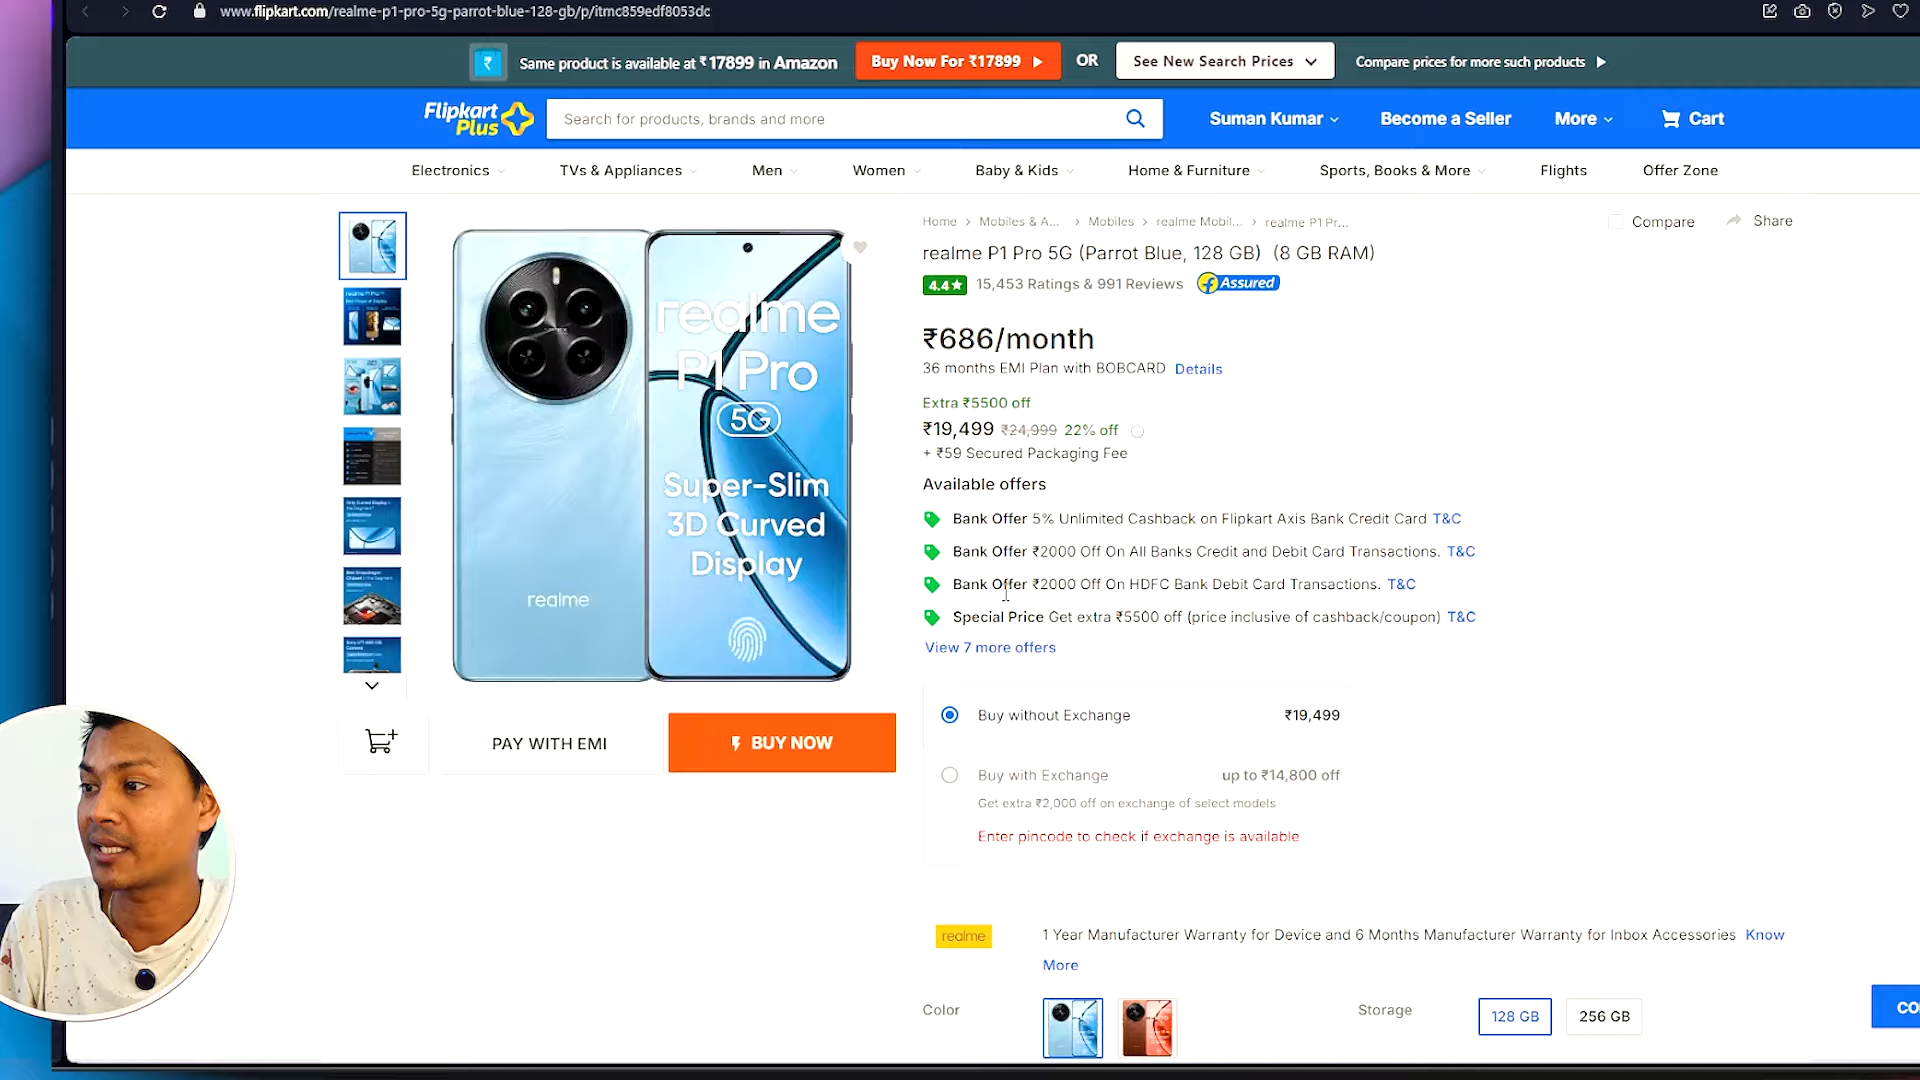 www.flipkart.com/realme-p1-pro-5g-parrot-blue-128-gb/p/itmc859edf8053dc
Same product is available at ₹17899 in Amazon
Buy Now For ₹17899
OR
See New Search Prices
Compare prices for more such products
Flipkart
Plus
Search for products, brands and more
Suman Kumar
Become a Seller
More
Cart
Electronics
TVs & Appliances
Men
Women
Baby & Kids
Home & Furniture
Sports, Books & More
Flights
Offer Zone
Home > Mobiles & A... > Mobiles > realme Mobil... > realme P1 Pr...
Compare
Share
realme P1 Pro 5G (Parrot Blue, 128 GB) (8 GB RAM)
4.4★ 15,453 Ratings & 991 Reviews
f Assured
₹686/month
36 months EMI Plan with BOBCARD Details
Extra ₹5500 off
₹19,499 ₹24,999 22% off
+ ₹59 Secured Packaging Fee
Available offers
Bank Offer 5% Unlimited Cashback on Flipkart Axis Bank Credit Card T&C
Bank Offer ₹2000 Off On All Banks Credit and Debit Card Transactions. T&C
Bank Offer ₹2000 Off On HDFC Bank Debit Card Transactions. T&C
Special Price Get extra ₹5500 off (price inclusive of cashback/coupon) T&C
View 7 more offers
realme
P1 Pro
5G
Super-Slim
3D Curved
Display
realme
PAY WITH EMI
BUY NOW
Buy without Exchange ₹19,499
Buy with Exchange up to ₹14,800 off
Get extra ₹2,000 off on exchange of select models
Enter pincode to check if exchange is available
realme
1 Year Manufacturer Warranty for Device and 6 Months Manufacturer Warranty for Inbox Accessories Know
More
Color
Storage
128 GB
256 GB